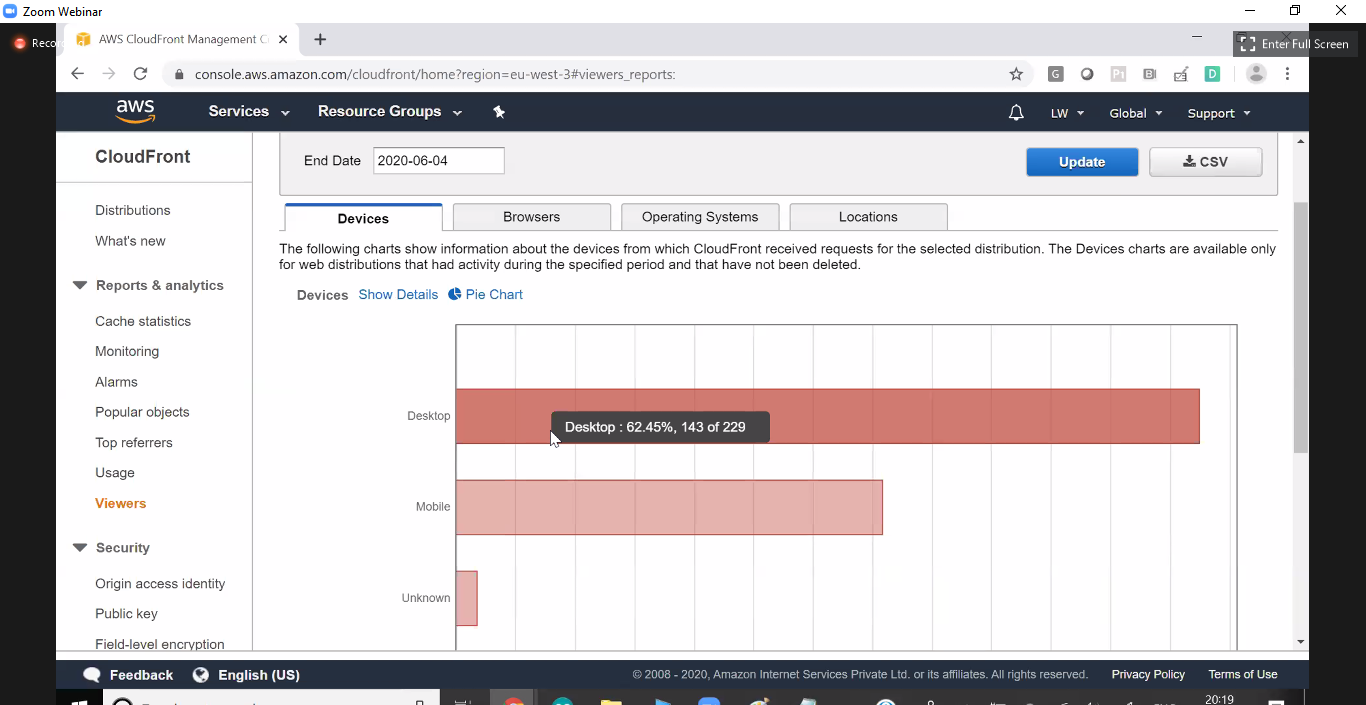 Zoom Webinar
Recor
AWS CloudFront Management C
Enter Full Screen
console.aws.amazon.com/cloudfront/home?region=eu-west-3#viewers_reports:
aws
Services
Resource Groups
LW
Global
Support
CloudFront
Distributions
What's new
Reports & analytics
Cache statistics
Monitoring
Alarms
Popular objects
Top referrers
Usage
Viewers
Security
Origin access identity
Public key
Field-level encryption
End Date 2020-06-04
Update
CSV
Devices
Browsers
Operating Systems
Locations
The following charts show information about the devices from which CloudFront received requests for the selected distribution. The Devices charts are available only
for web distributions that had activity during the specified period and that have not been deleted.
Devices Show Details Pie Chart
Desktop
Desktop : 62.45%, 143 of 229
Mobile
Unknown
Feedback
English (US)
© 2008 - 2020, Amazon Internet Services Private Ltd. or its affiliates. All rights reserved.
Privacy Policy
Terms of Use
20:19